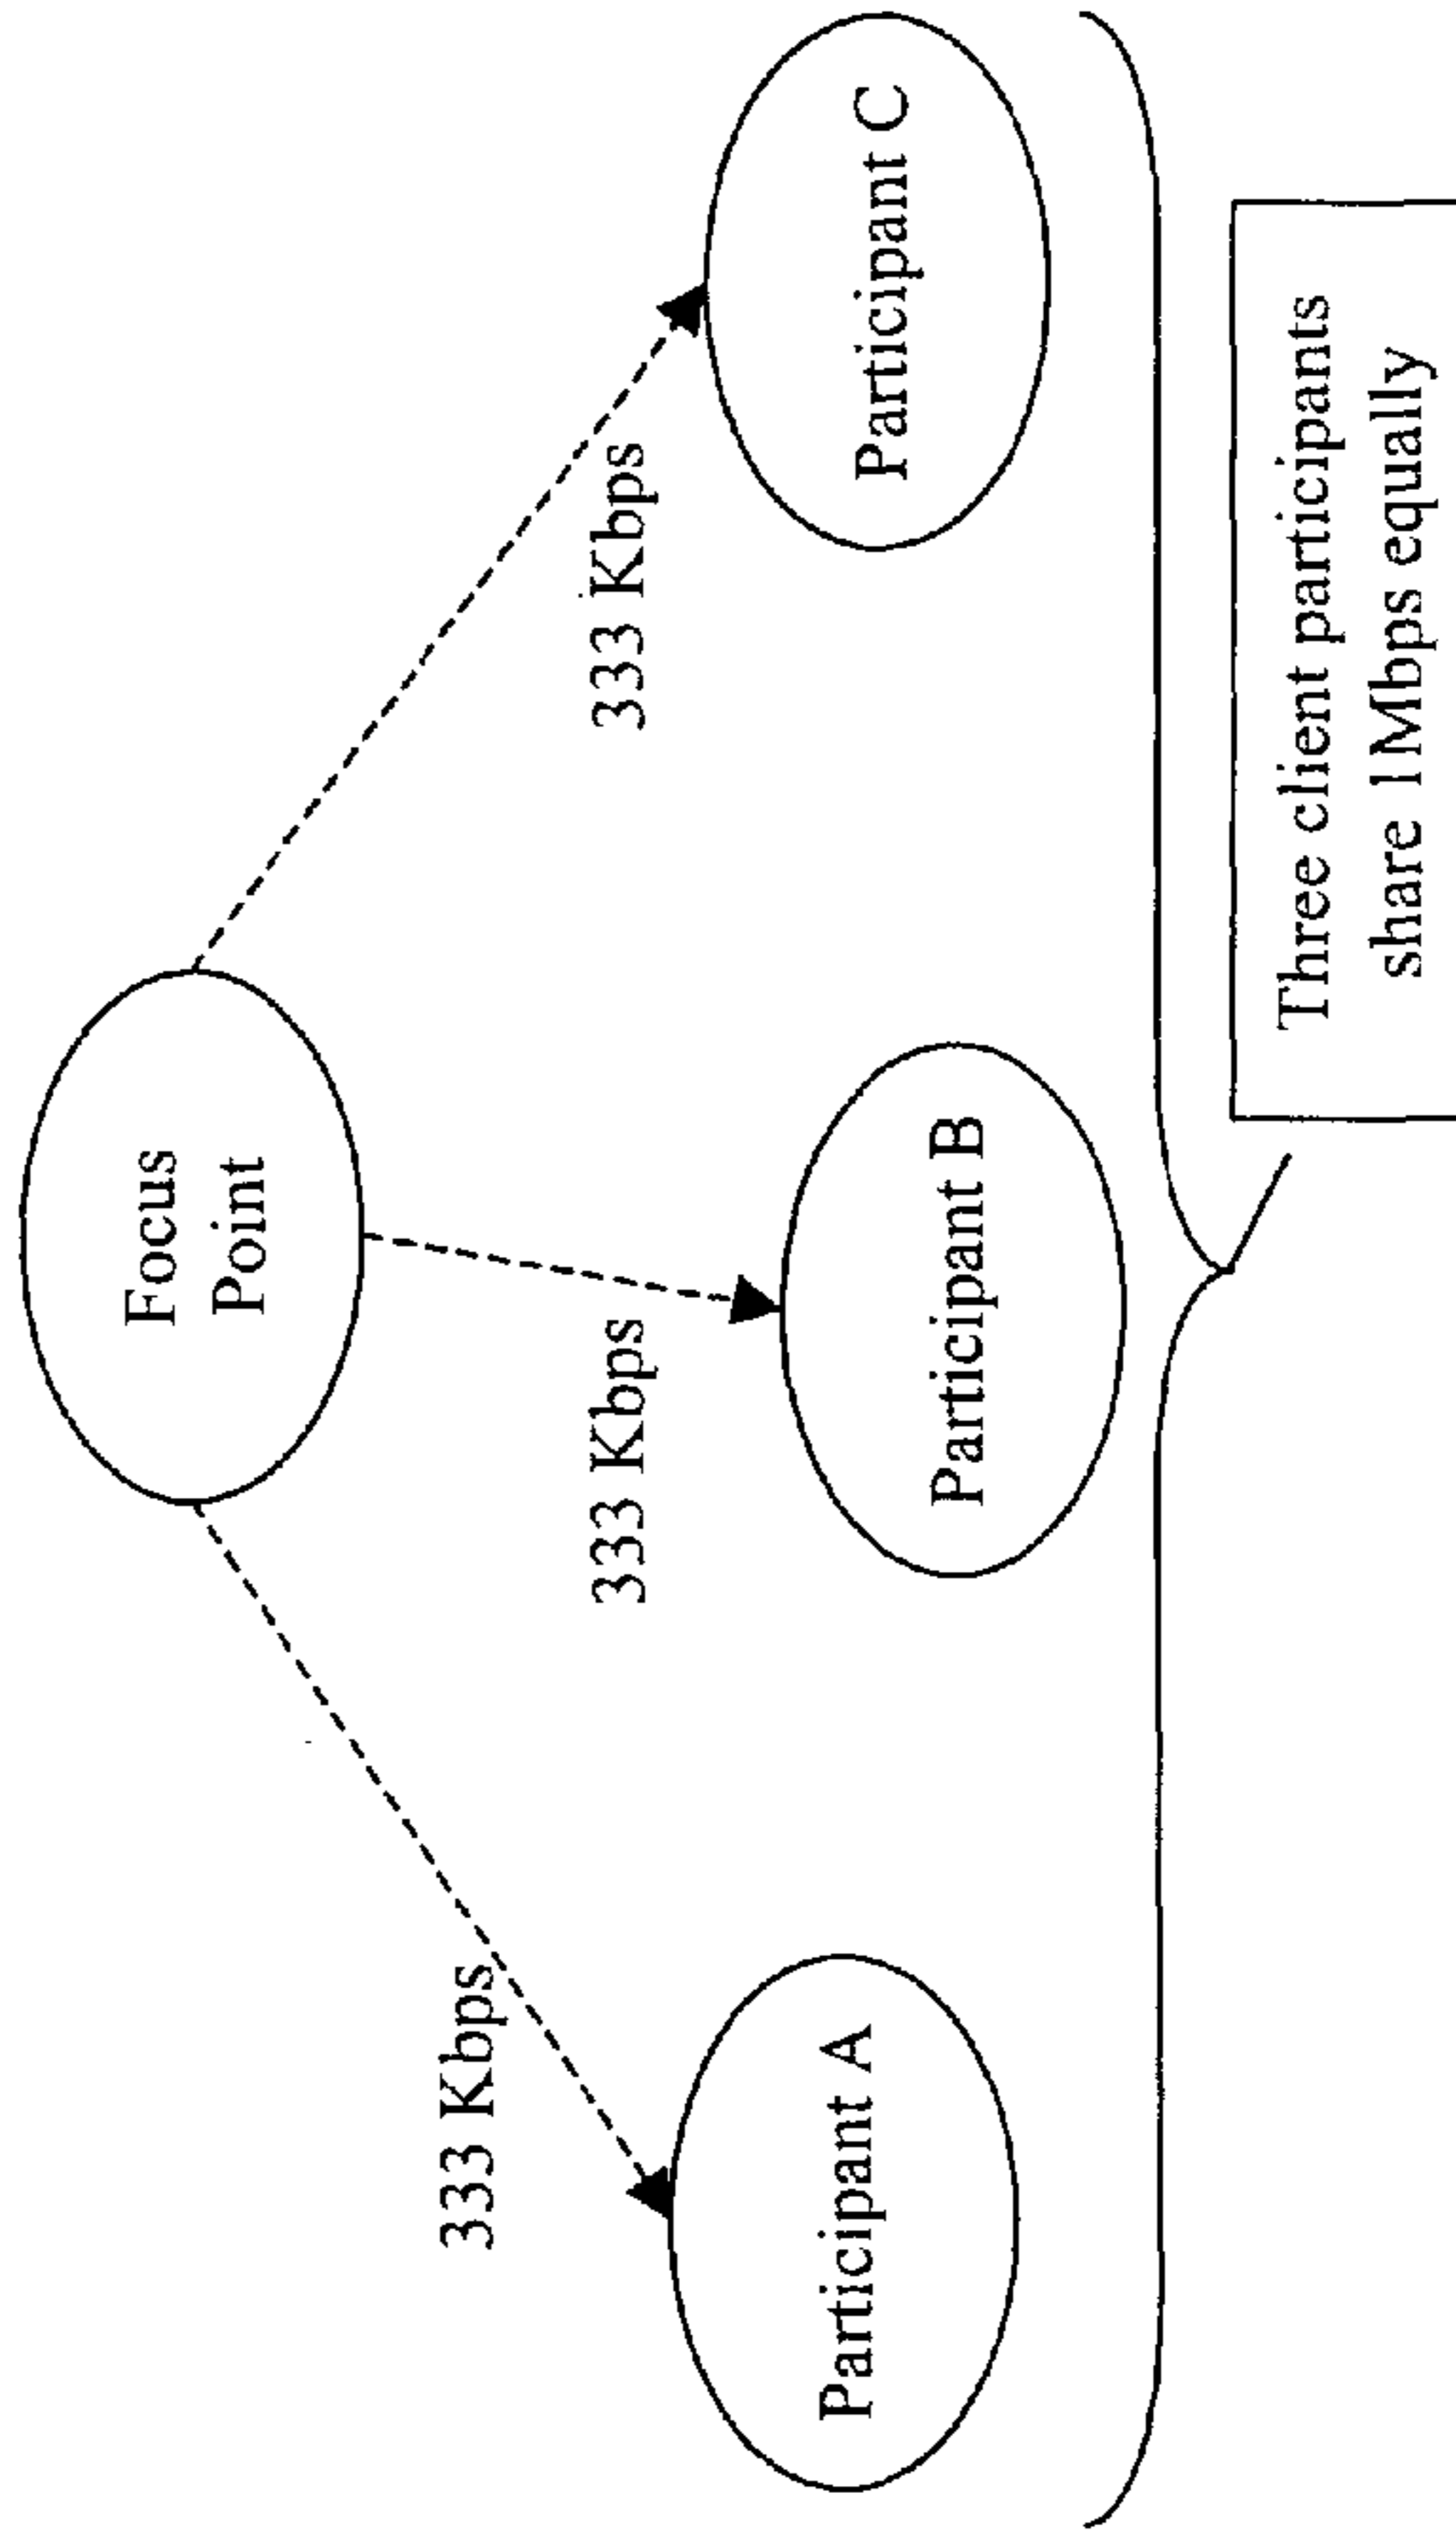 Focus
Point
333 Kbps
333 Kbps
333 Kbps
Participant A
Participant B
Participant C
Three client participants
share 1Mbps equally